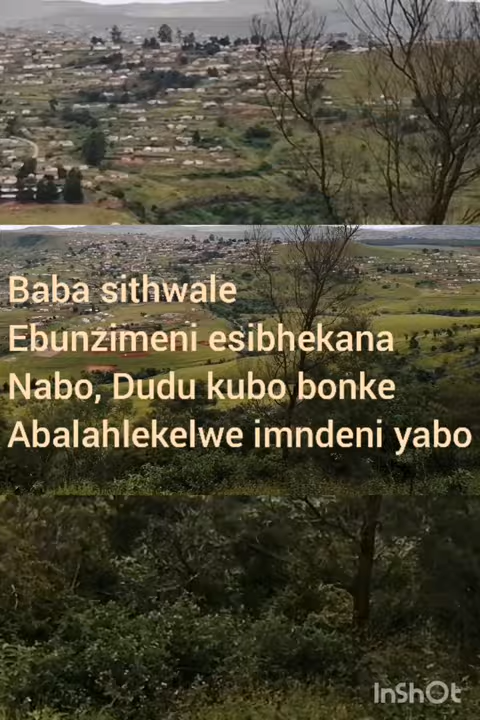 Baba sithwale
Ebunzimeni esibhekana
Nabo, Dudu kubo bonke
Abalahlekelwe imndeni yabo
InShOt